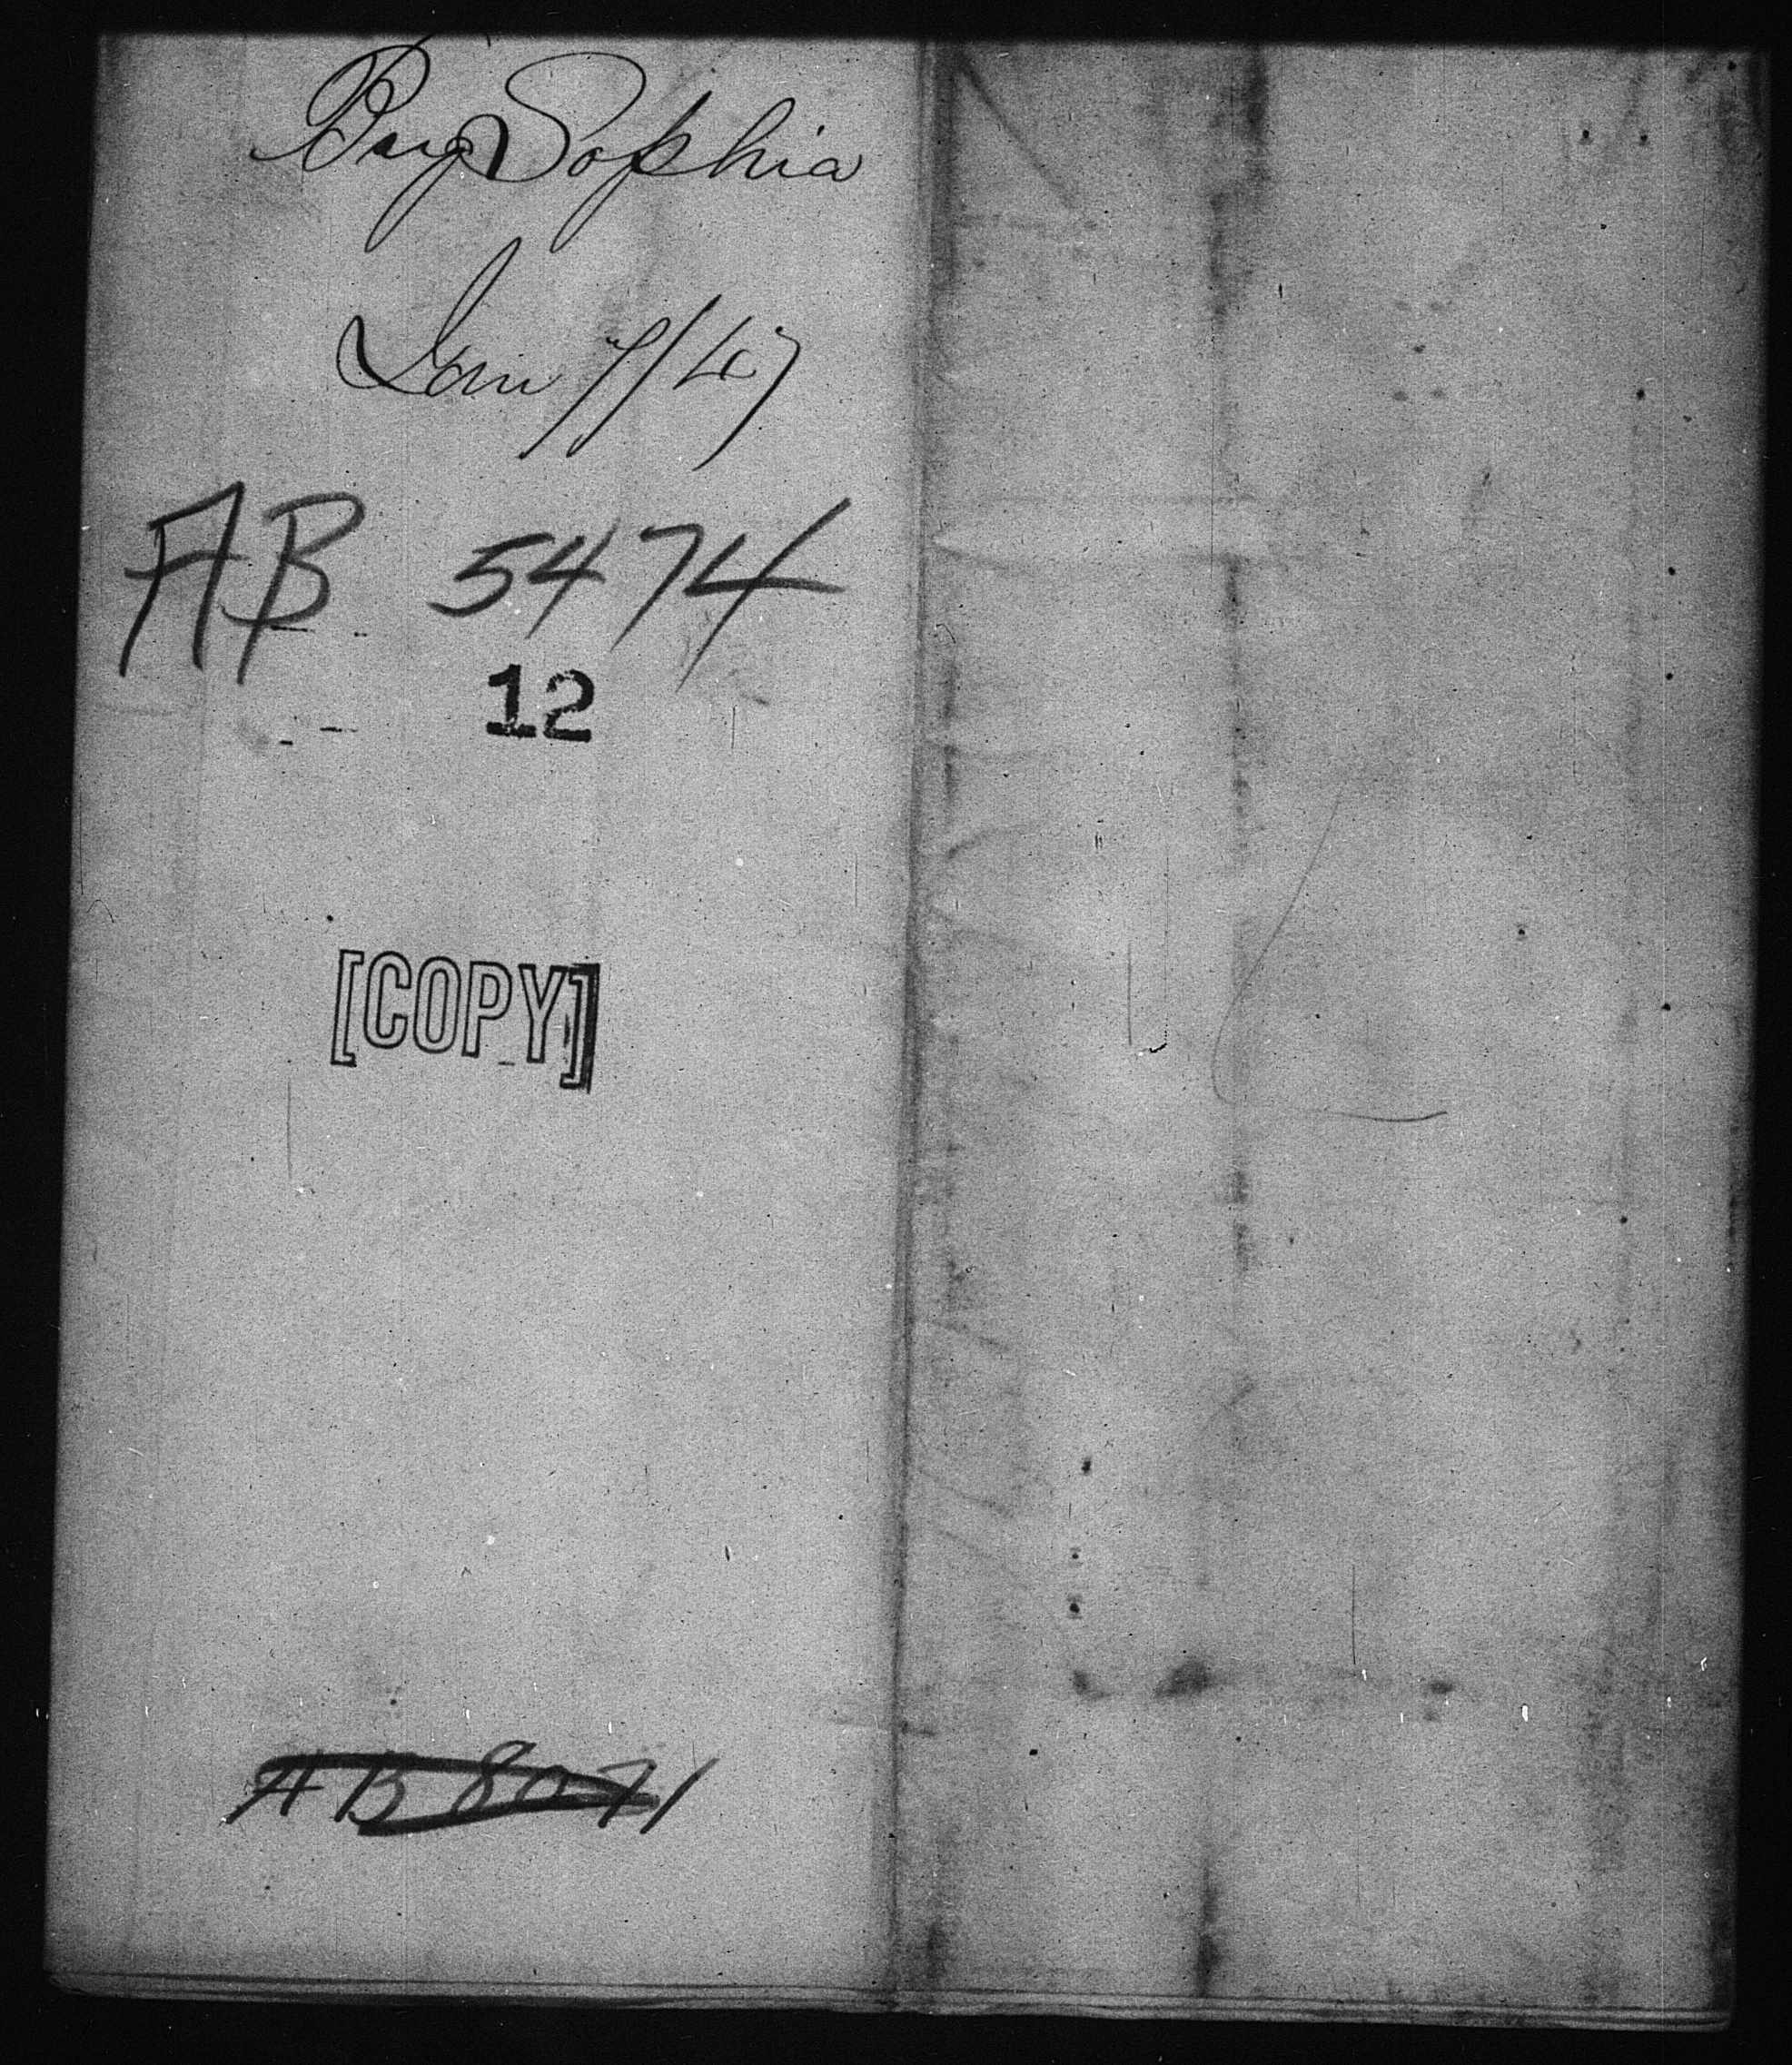 Brig Sophia
Jan 7/47
AB 5474
12
[COPY]
AB 8071